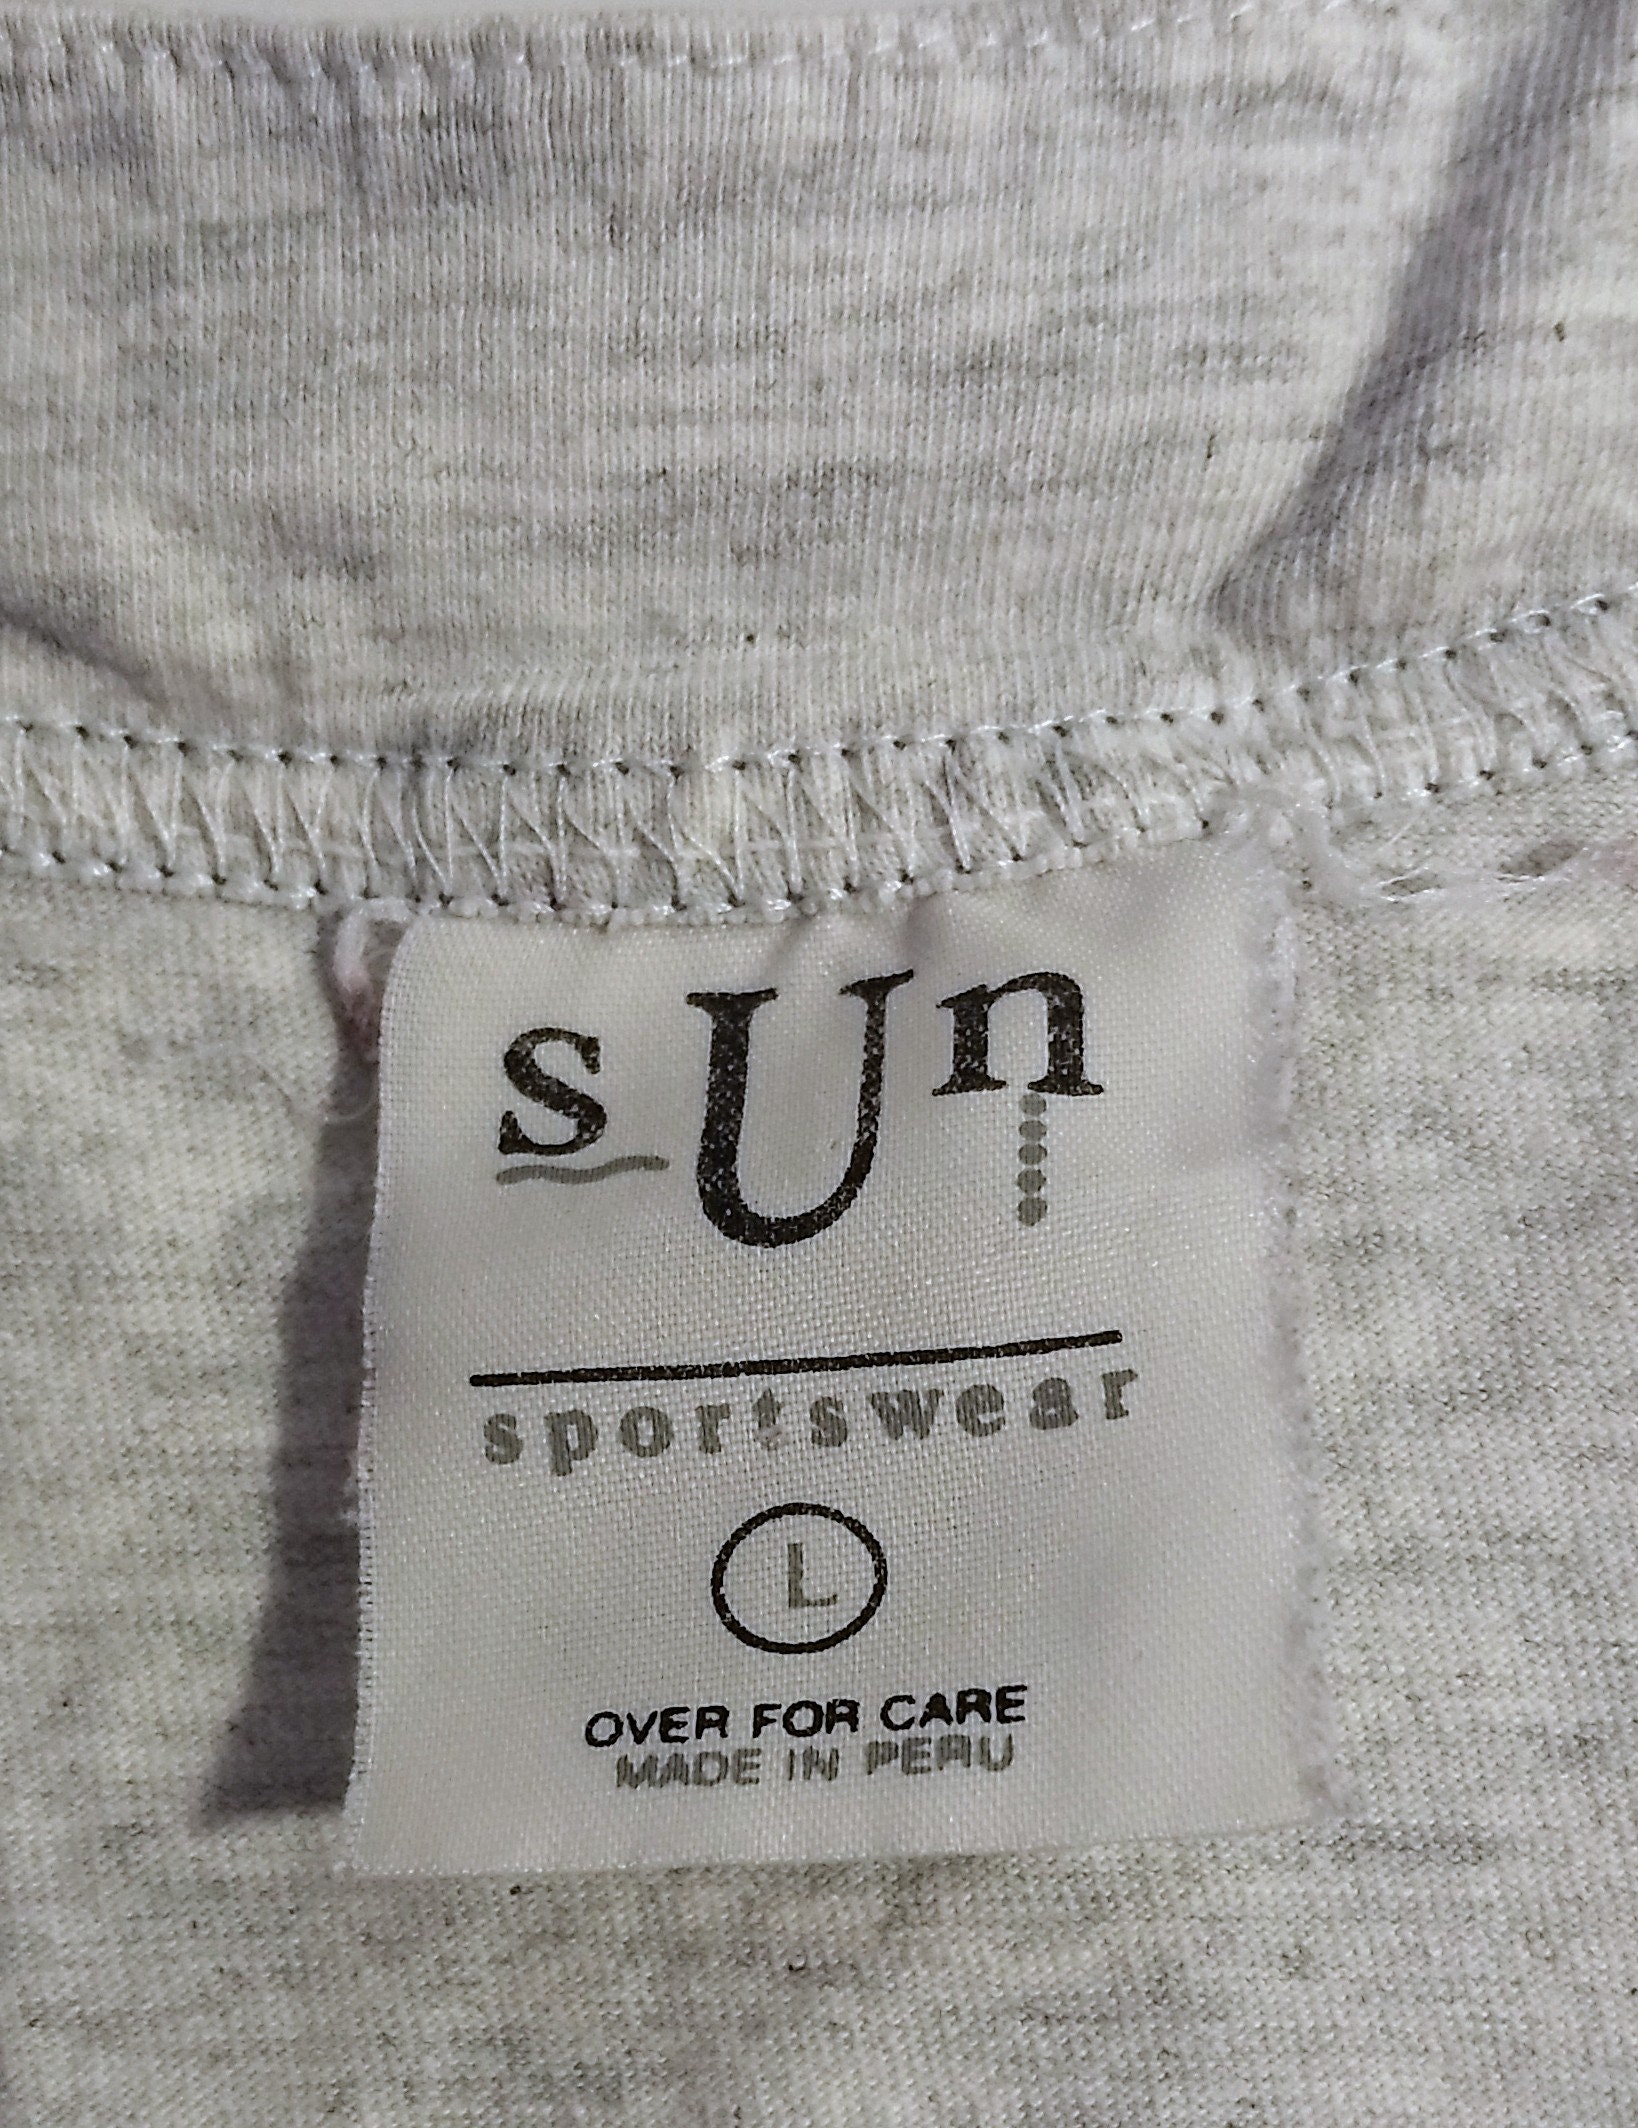 sUn
sportswear
L
OVER FOR CARE
MADE IN PERU